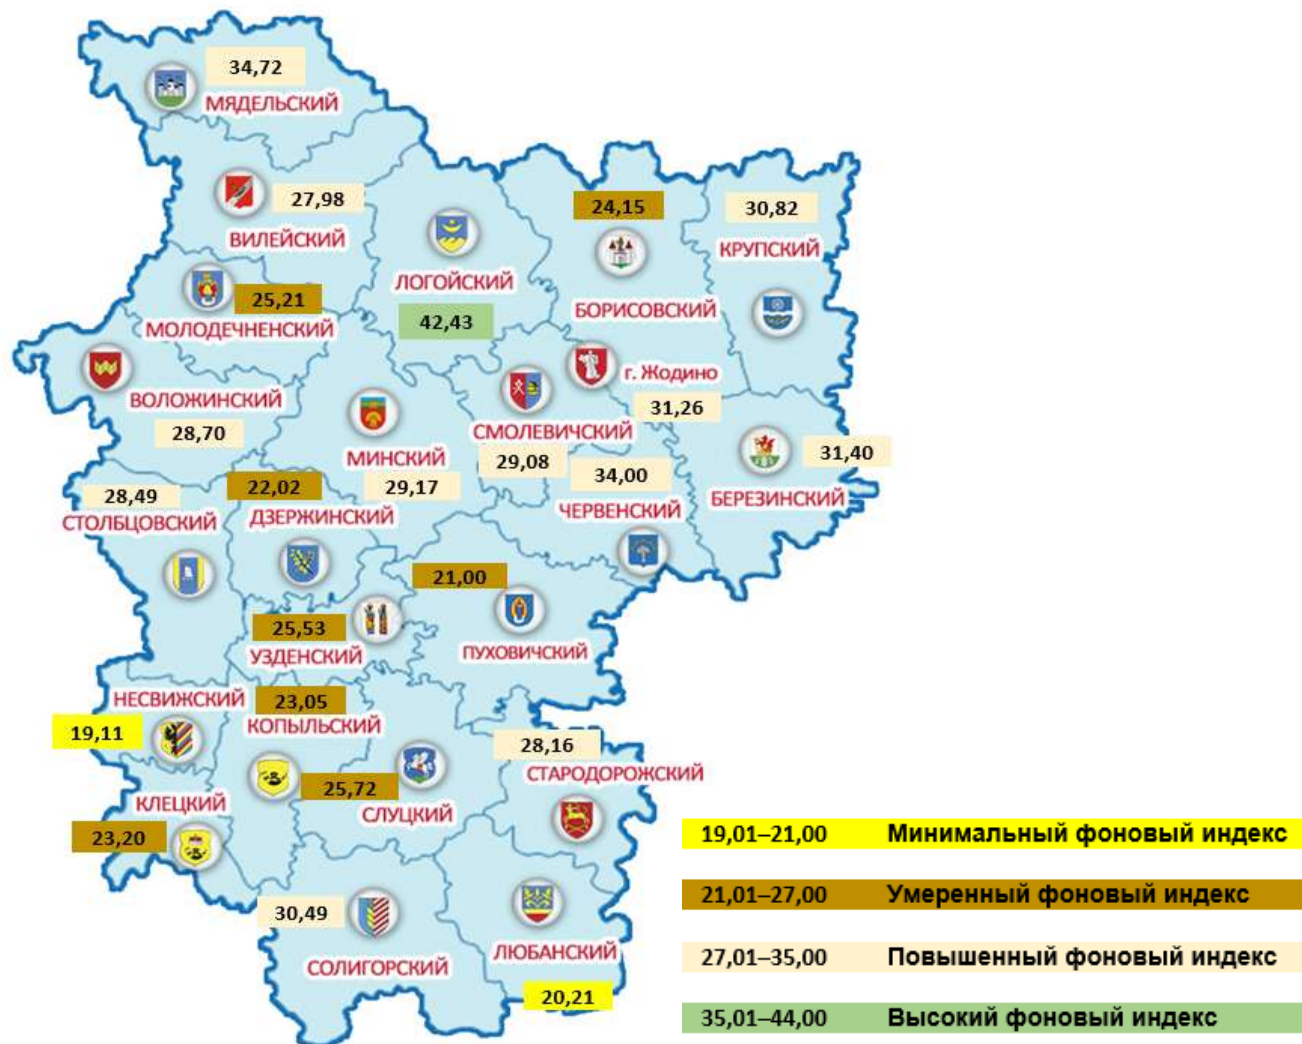 34,72
МЯДЕЛЬСКИЙ
27,98
ВИЛЕЙСКИЙ
24,15
БОРИСОВСКИЙ
30,82
КРУПСКИЙ
ЛОГОЙСКИЙ
42,43
25,21
МОЛОДЕЧНЕНСКИЙ
ВОЛОЖИНСКИЙ
28,70
г. Жодино
31,26
СМОЛЕВИЧСКИЙ
29,08
МИНСКИЙ
29,17
34,00
ЧЕРВЕНСКИЙ
31,40
БЕРЕЗИНСКИЙ
28,49
СТОЛБЦОВСКИЙ
22,02
ДЗЕРЖИНСКИЙ
21,00
ПУХОВИЧСКИЙ
25,53
УЗДЕНСКИЙ
НЕСВИЖСКИЙ
19,11
23,05
КОПЫЛЬСКИЙ
25,72
СЛУЦКИЙ
28,16
СТАРОДОРОЖСКИЙ
КЛЕЦКИЙ
23,20
30,49
СОЛИГОРСКИЙ
ЛЮБАНСКИЙ
20,21
19,01–21,00 Минимальный фоновый индекс
21,01–27,00 Умеренный фоновый индекс
27,01–35,00 Повышенный фоновый индекс
35,01–44,00 Высокий фоновый индекс